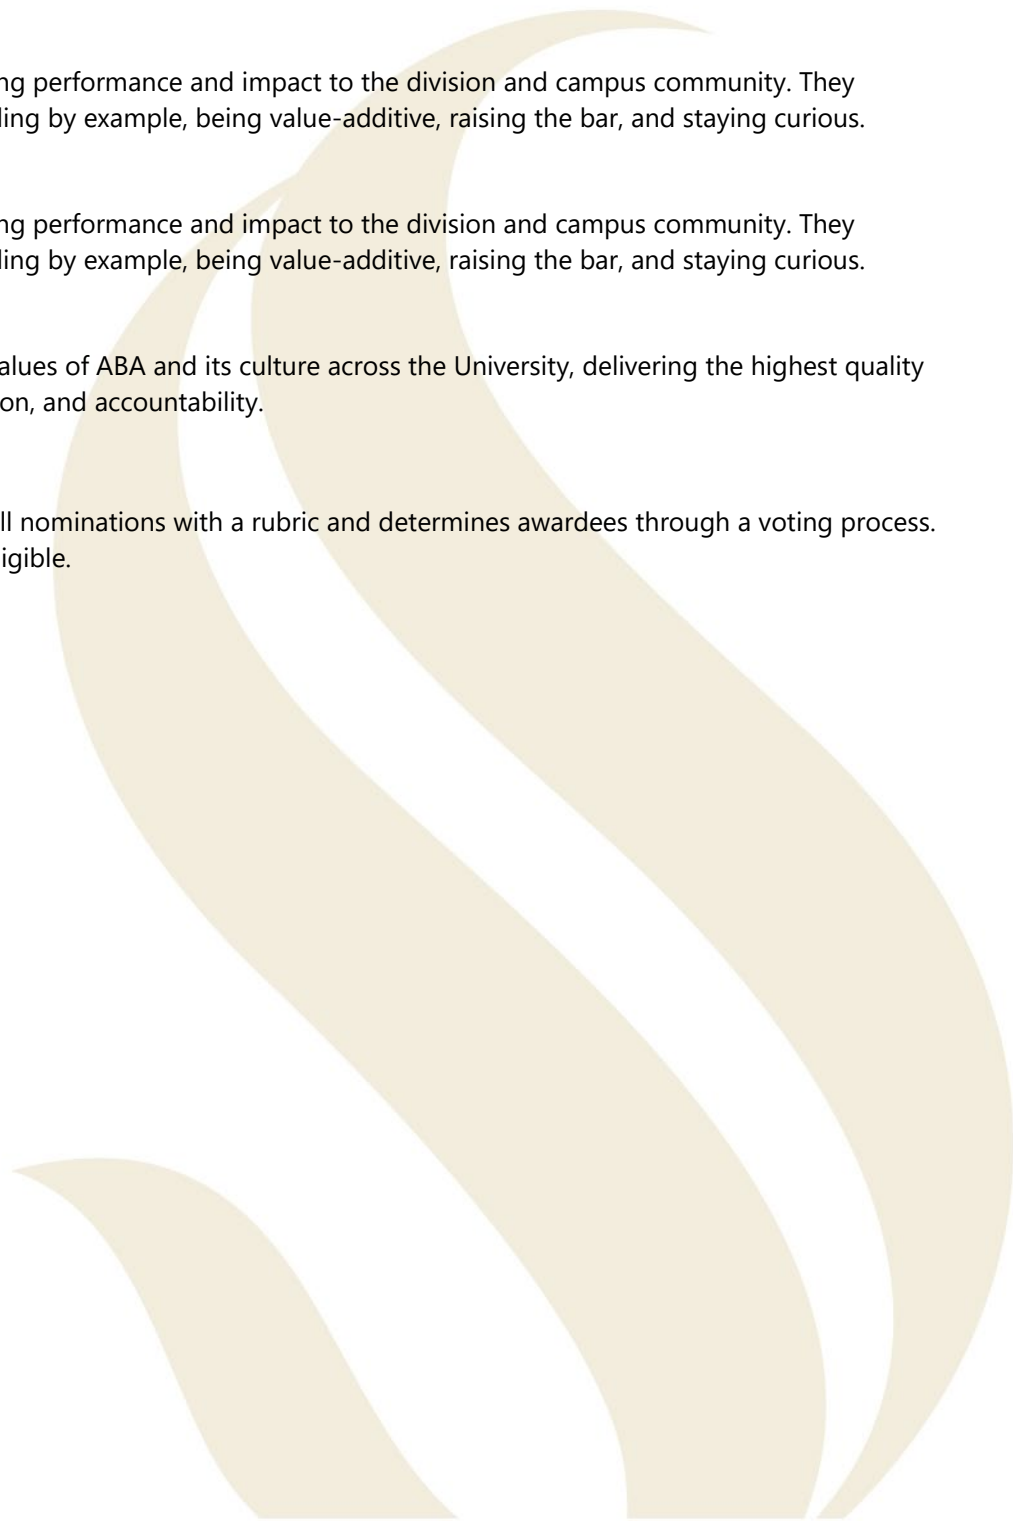 ng performance and impact to the division and campus community. They
ling by example, being value-additive, raising the bar, and staying curious.
ng performance and impact to the division and campus community. They
ling by example, being value-additive, raising the bar, and staying curious.
alues of ABA and its culture across the University, delivering the highest quality
on, and accountability.
ll nominations with a rubric and determines awardees through a voting process.
igible.